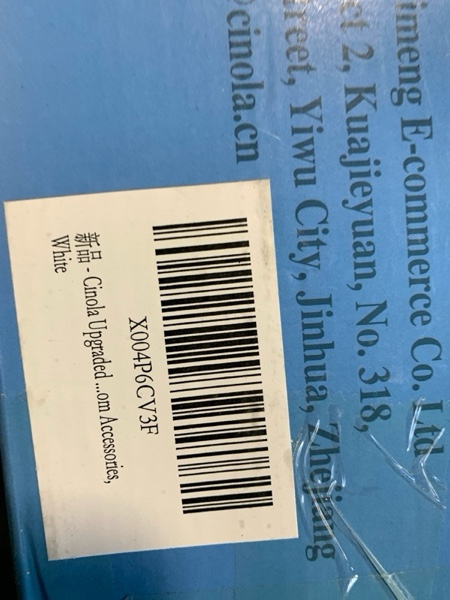 imeng E-commerce Co. Ltd
ct 2, Kuajieyuan, No. 318,
reet, Yiwu City, Jinhua, Zhejiang
@cinola.cn
X004P6CV3F
新品 - Cinola Upgraded ...om Accessories,
White